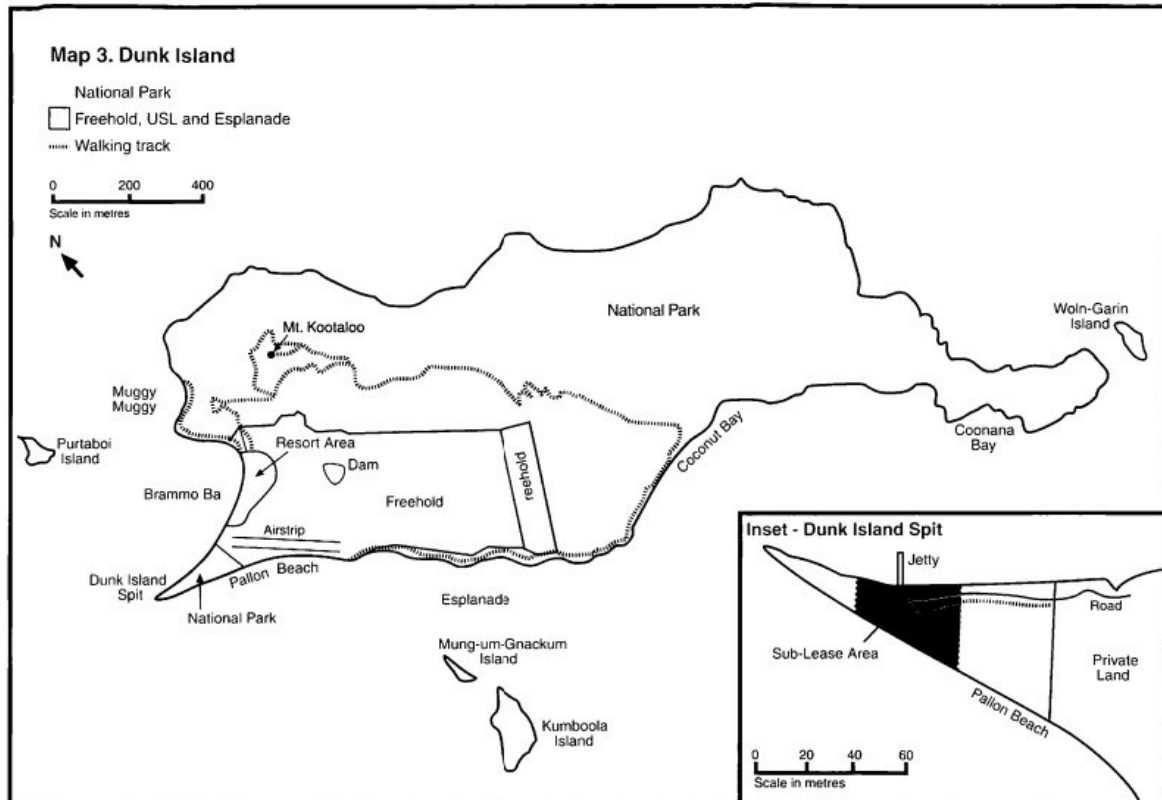 Map 3. Dunk Island
National Park
Freehold, USL and Esplanade
Walking track
0 200 400
Scale in metres
N
National Park
Woln-Garin
Island
Mt. Kootaloo
Muggy
Muggy
Purtaboi
Island
Resort Area
Dam
Coconut Bay
Coonana
Bay
Brammo Ba
Freehold
reehold
Airstrip
Dunk Island
Spit
Pallon Beach
National Park
Esplanade
Mung-um-Gnackum
Island
Kumboola
Island
Inset - Dunk Island Spit
Jetty
Road
Sub-Lease Area
Private
Land
Pallon Beach
0 20 40 60
Scale in metres